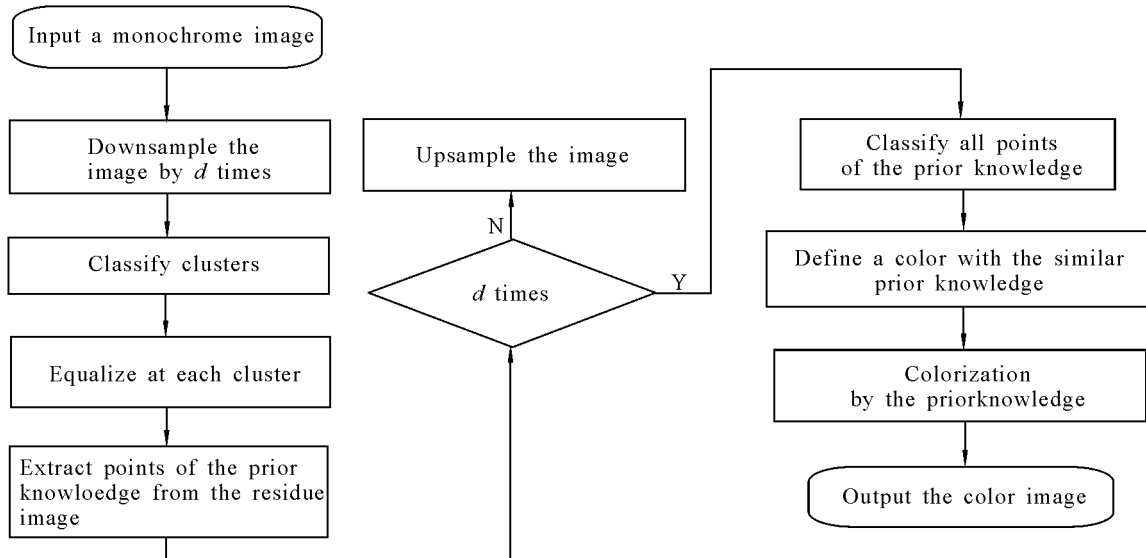 Input a monochrome image
Downsample the
image by d times
Classify clusters
Equalize at each cluster
Extract points of the prior
knowloedge from the residue
image
Upsample the image
N
d times
Y
Classify all points
of the prior knowledge
Define a color with the similar
prior knowledge
Colorization
by the priorknowledge
Output the color image